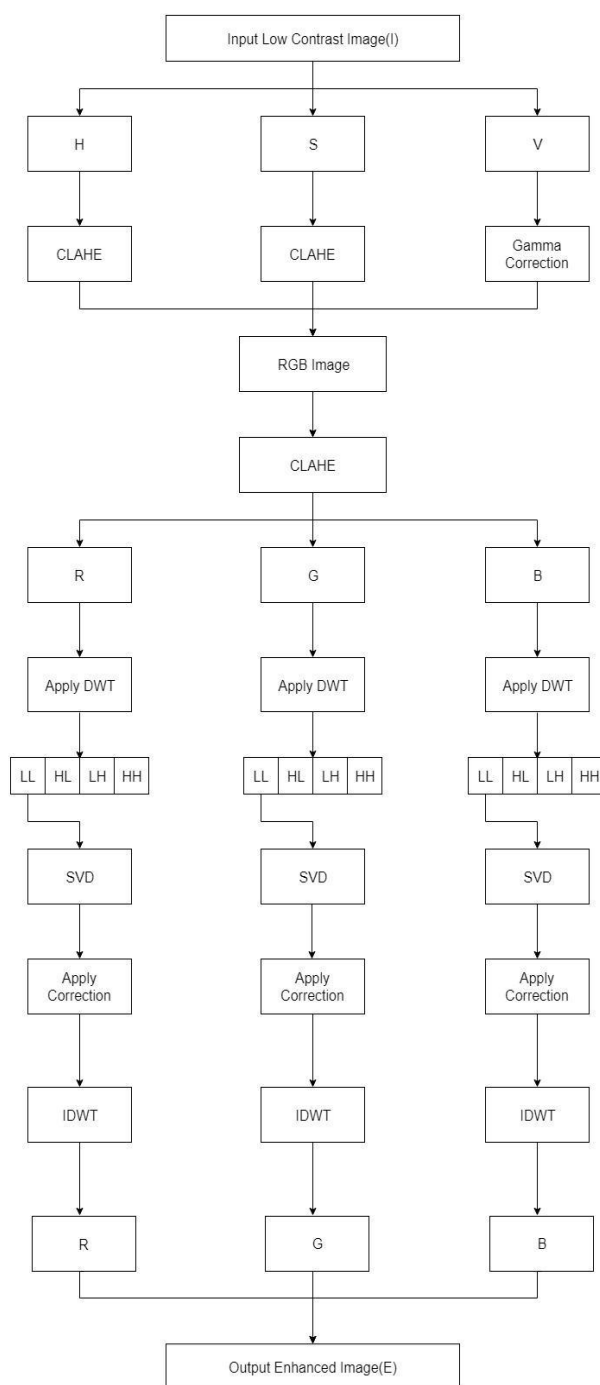 Input Low Contrast Image(I)
H
S
V
CLAHE
CLAHE
Gamma
Correction
RGB Image
CLAHE
R
G
B
Apply DWT
Apply DWT
Apply DWT
LL HL LH HH
LL HL LH HH
LL HL LH HH
SVD
SVD
SVD
Apply
Correction
Apply
Correction
Apply
Correction
IDWT
IDWT
IDWT
R
G
B
Output Enhanced Image(E)